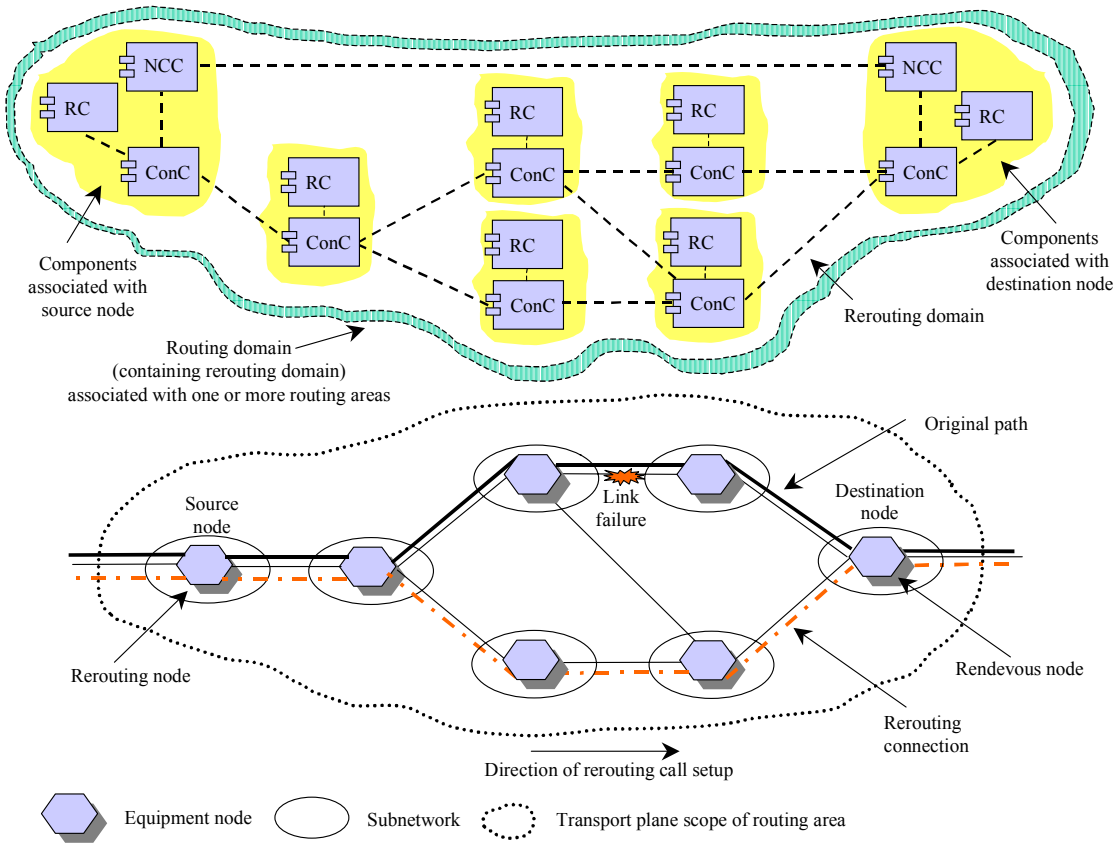 NCC
NCC
RC
RC
RC
RC
ConC
ConC
ConC
ConC
RC
ConC
RC
RC
ConC
ConC
Components
associated with
source node
Components
associated with
destination node
Rerouting domain
Routing domain
(containing rerouting domain)
associated with one or more routing areas
Original path
Link
failure
Source
node
Destination
node
Rerouting node
Rendevous node
Rerouting
connection
Direction of rerouting call setup
Equipment node
Subnetwork
Transport plane scope of routing area